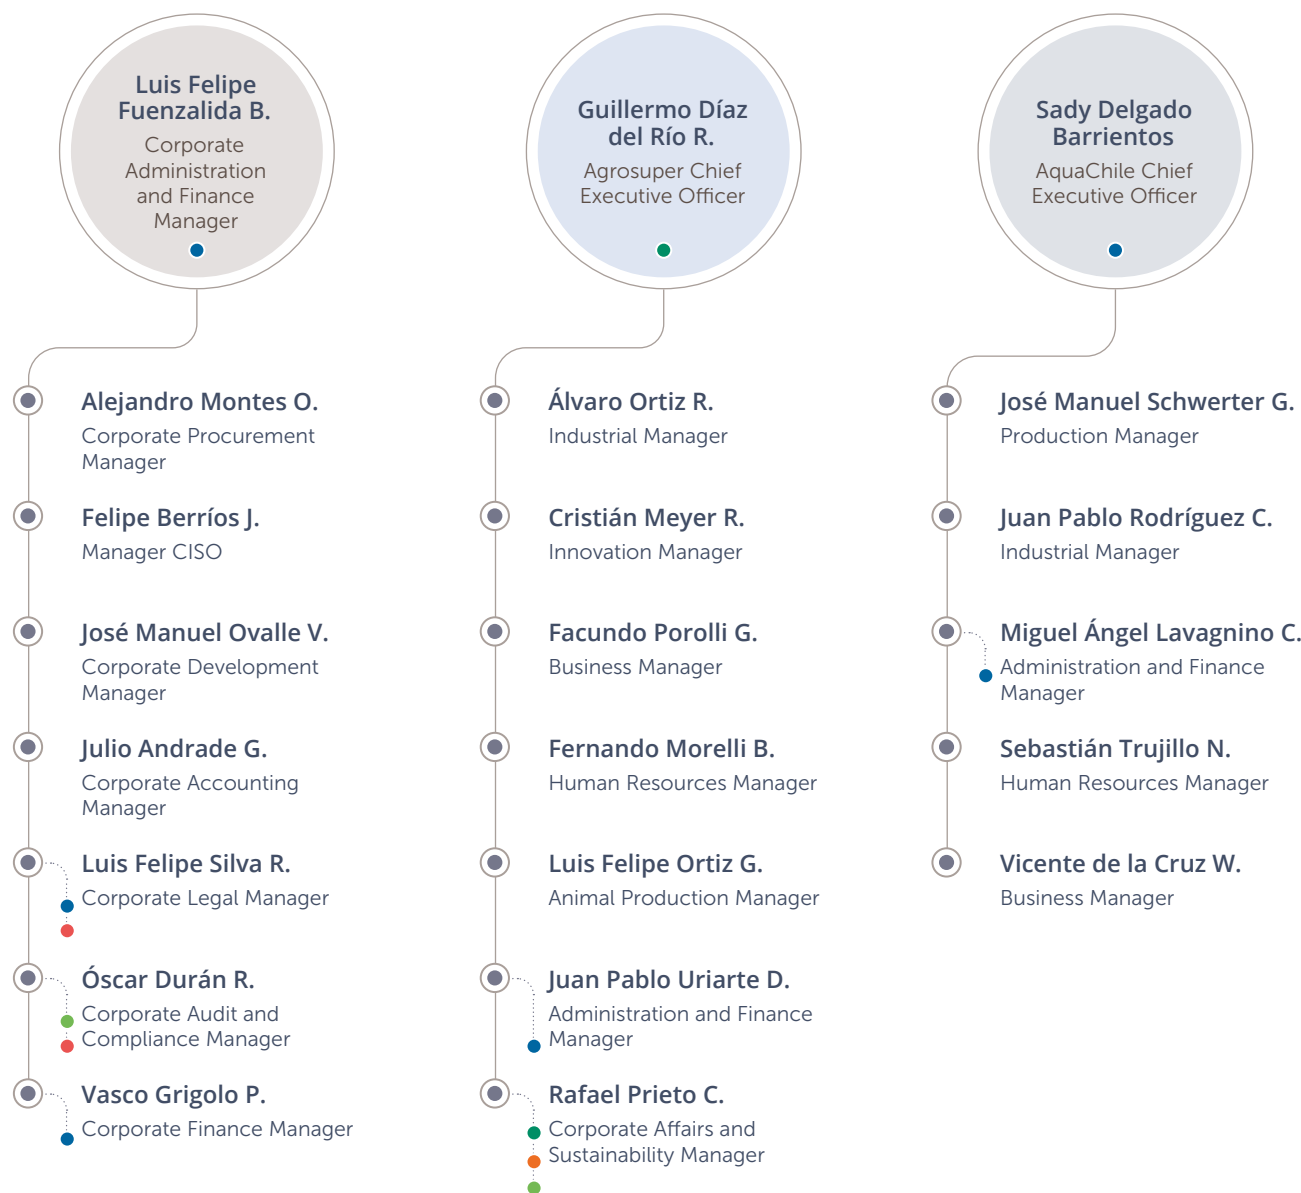 Luis Felipe
Fuenzalida B.
Corporate
Administration
and Finance
Manager
Alejandro Montes O.
Corporate Procurement
Manager
Felipe Berríos J.
Manager CISO
José Manuel Ovalle V.
Corporate Development
Manager
Julio Andrade G.
Corporate Accounting
Manager
Luis Felipe Silva R.
Corporate Legal Manager
Óscar Durán R.
Corporate Audit and
Compliance Manager
Vasco Grigolo P.
Corporate Finance Manager
Guillermo Díaz
del Río R.
Agrosuper Chief
Executive Officer
Álvaro Ortiz R.
Industrial Manager
Cristián Meyer R.
Innovation Manager
Facundo Porolli G.
Business Manager
Fernando Morelli B.
Human Resources Manager
Luis Felipe Ortiz G.
Animal Production Manager
Juan Pablo Uriarte D.
Administration and Finance
Manager
Rafael Prieto C.
Corporate Affairs and
Sustainability Manager
Sady Delgado
Barrientos
AquaChile Chief
Executive Officer
José Manuel Schwerter G.
Production Manager
Juan Pablo Rodríguez C.
Industrial Manager
Miguel Ángel Lavagnino C.
Administration and Finance
Manager
Sebastián Trujillo N.
Human Resources Manager
Vicente de la Cruz W.
Business Manager